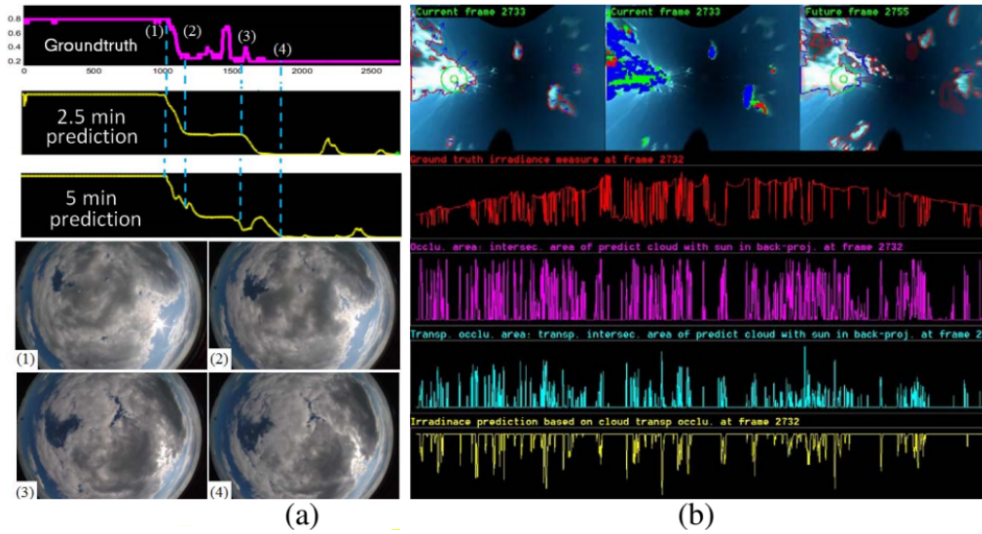 0.8
0.6
0.4
0.2
Groundtruth
(1)
(2)
(3)
(4)
0
500
1000
1500
2000
2500
2.5 min
prediction
5 min
prediction
(1)
(2)
(3)
(4)
(a)
Current frame 2733
Current frame 2733
Future frame 2755
Ground truth irradiance measure at frame 2732
Occlu. area: intersec. area of predict cloud with sun in back-proj. at frame 2732
Transp. occlu. area: transp. intersec. area of predict cloud with sun in back-proj. at frame 2
Irradinace prediction based on cloud transp occlu. at frame 2732
(b)